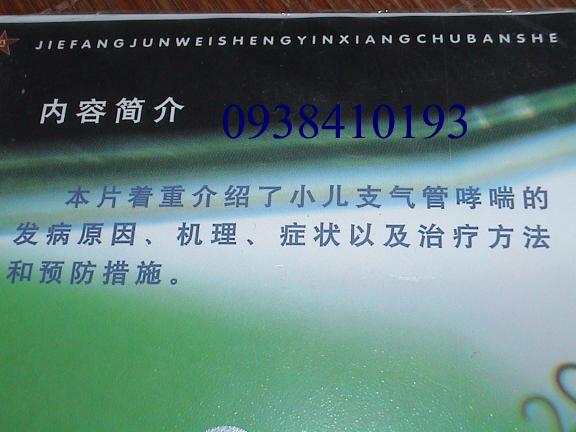 JIEFANGJUNWEISHENGYINXIANGCHUBANSHE
内容简介
0938410193
本片着重介绍了小儿支气管哮喘的
发病原因、机理、症状以及治疗方法
和预防措施。